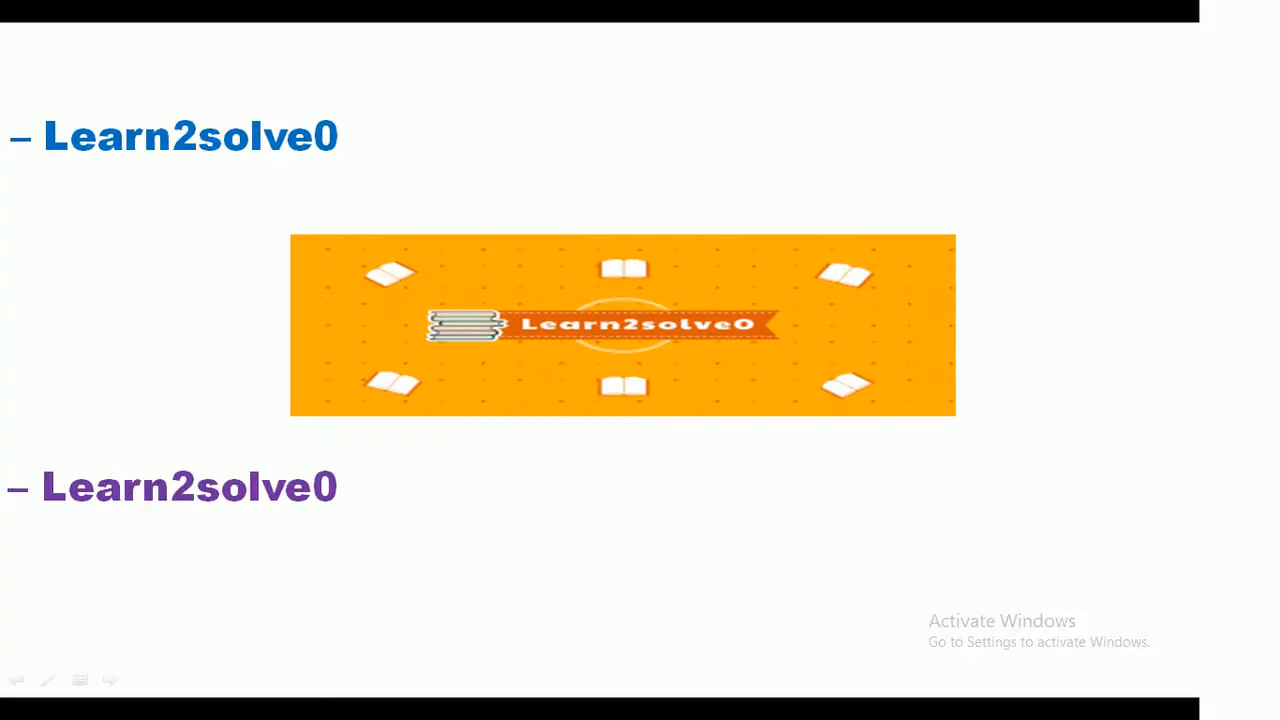 – Learn2solve0
Learn2solve0
– Learn2solve0
Activate Windows
Go to Settings to activate Windows.